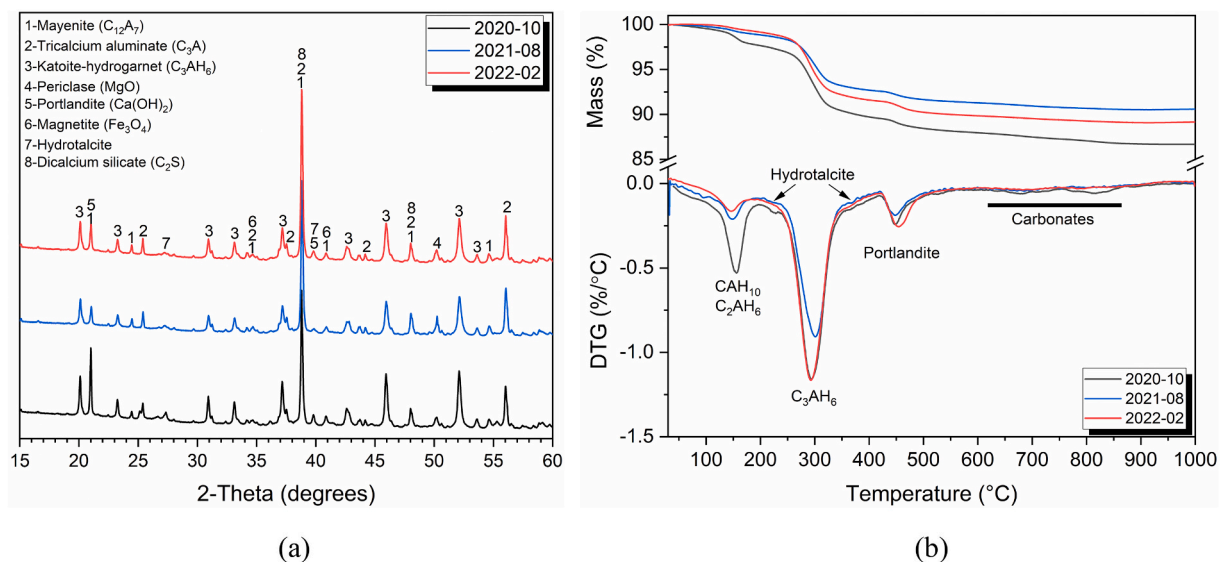 1-Mayenite (C₁₂A₇)
2-Tricalcium aluminate (C₃A)
3-Katoite-hydrogarnet (C₃AH₆)
4-Periclase (MgO)
5-Portlandite (Ca(OH)₂)
6-Magnetite (Fe₃O₄)
7-Hydrotalcite
8-Dicalcium silicate (C₂S)
2020-10
2021-08
2022-02
8
2
1
3
5
1
3
1
2
7
3
3
6
2
1
3
2
7
5
6
1
3
2
3
8
2
1
4
3
3
1
2
15 20 25 30 35 40 45 50 55 60
2-Theta (degrees)
(a)
Mass (%)
100
95
90
85
DTG (%/°C)
0.0
-0.5
-1.0
-1.5
Hydrotalcite
Carbonates
Portlandite
CAH₁₀
C₂AH₆
C₃AH₆
2020-10
2021-08
2022-02
100 200 300 400 500 600 700 800 900 1000
Temperature (°C)
(b)